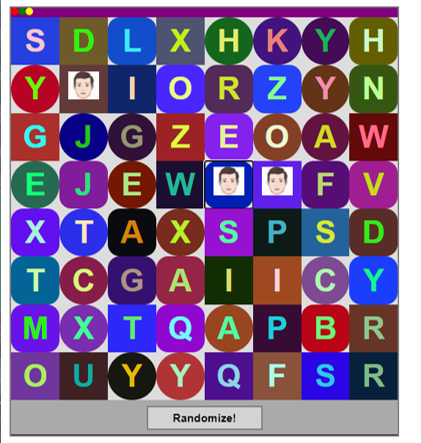 S D L X H K Y H
Y I O R Z Y N
G J G Z E O A W
E J E W F V
X T A X S P S D
T C G A I I C Y
M X T Q A P B R
O U Y Y Q F S R
Randomize!